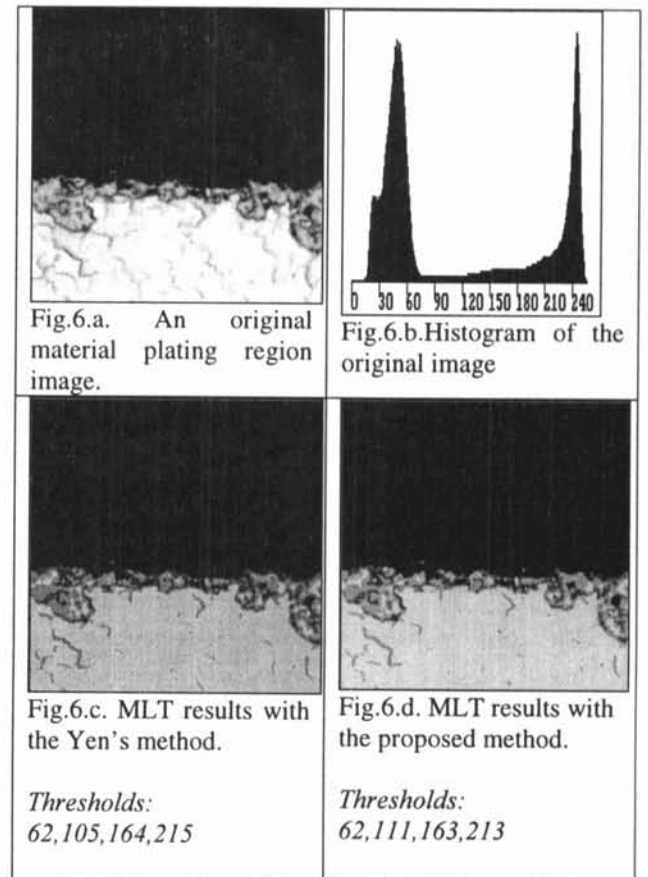 0 30 60 90 120 150 180 210 240
Fig.6.a. An original
material plating region
image.
Fig.6.b.Histogram of the
original image
Fig.6.c. MLT results with
the Yen's method.
Thresholds:
62,105,164,215
Fig.6.d. MLT results with
the proposed method.
Thresholds:
62,111,163,213